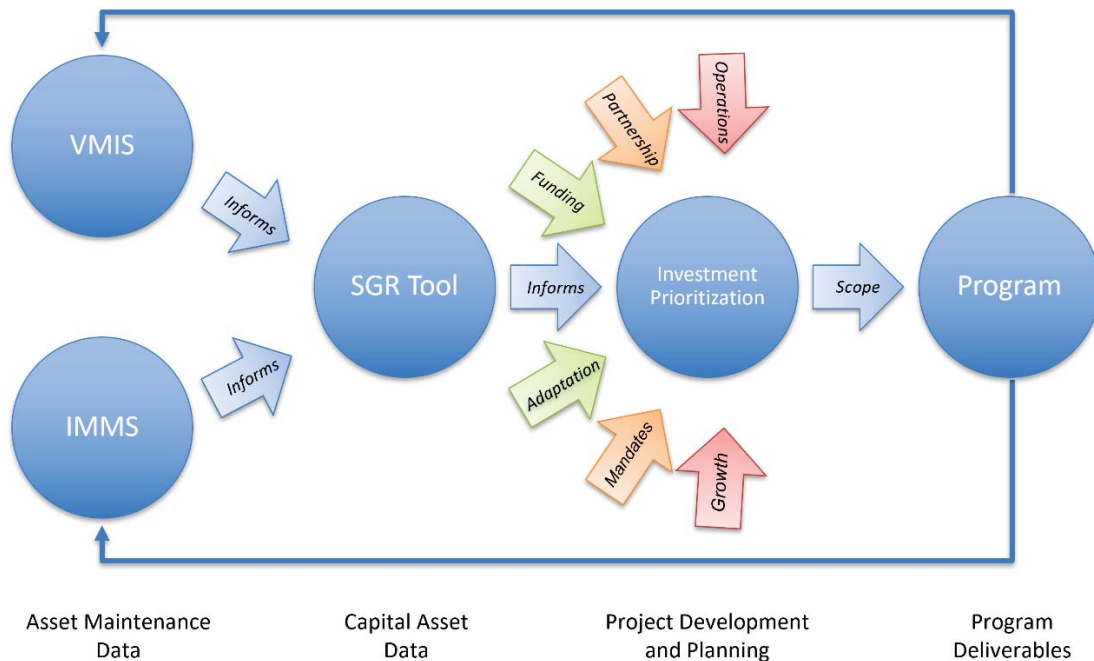 VMIS
IMMS
Informs
Informs
SGR Tool
Informs
Funding
Partnership
Operations
Adaptation
Mandates
Growth
Investment
Prioritization
Scope
Program
Asset Maintenance
Data
Capital Asset
Data
Project Development
and Planning
Program
Deliverables